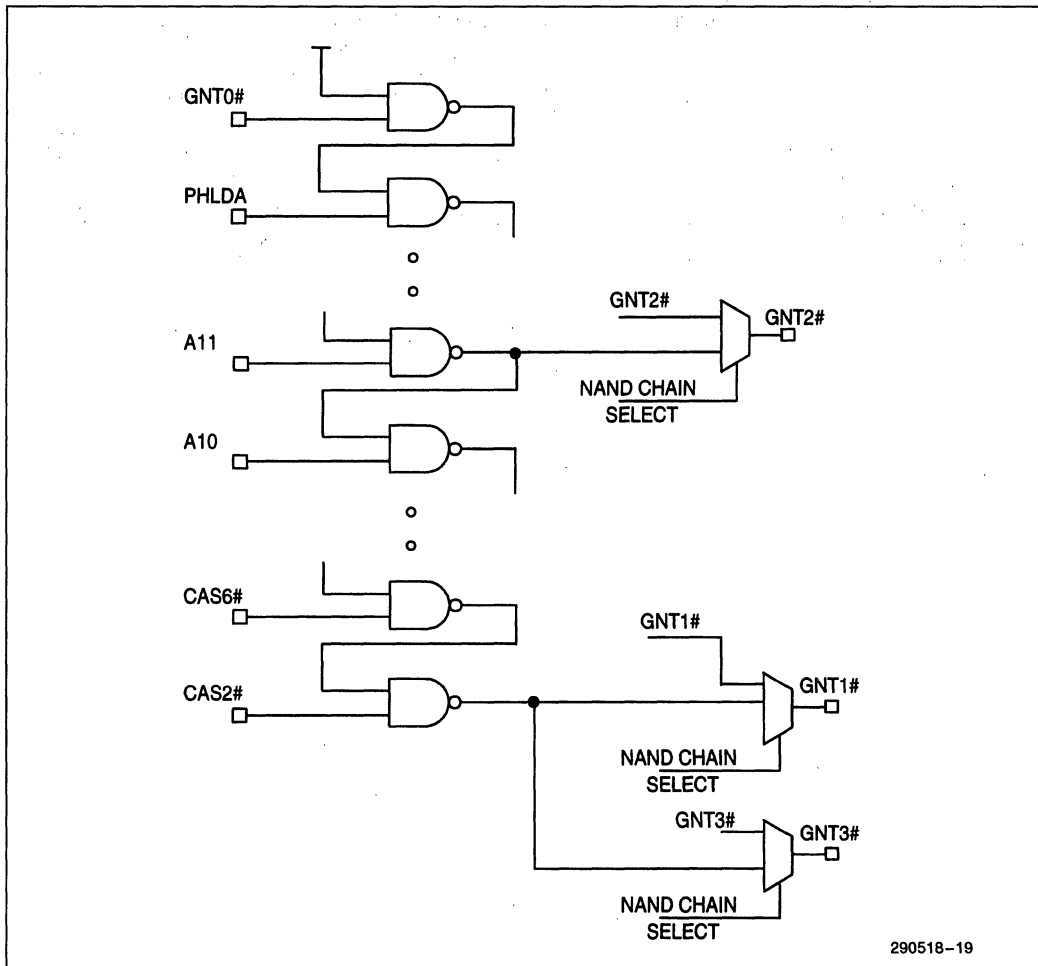 GNT0#
PHLDA
A11
GNT2#
GNT2#
NAND CHAIN
SELECT
A10
CAS6#
GNT1#
CAS2#
GNT1#
NAND CHAIN
SELECT
GNT3#
GNT3#
NAND CHAIN
SELECT
290518-19